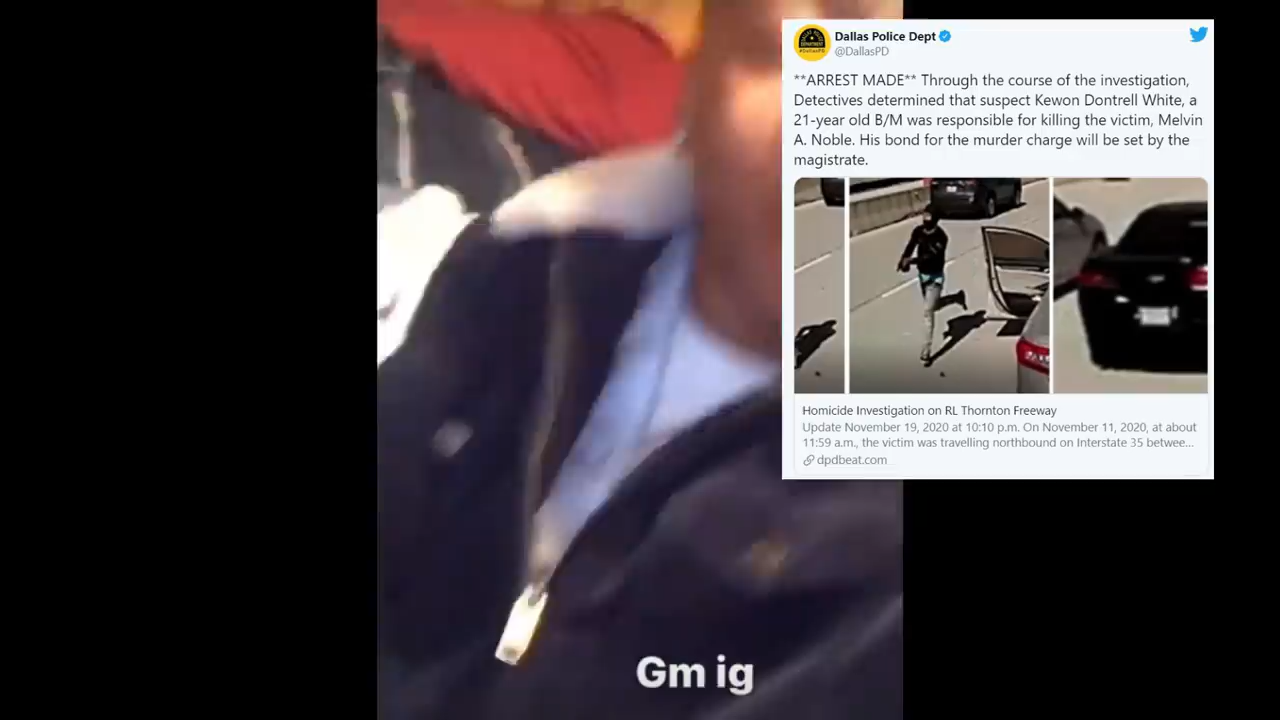 Dallas Police Dept
@DallasPD
**ARREST MADE** Through the course of the investigation,
Detectives determined that suspect Kewon Dontrell White, a
21-year old B/M was responsible for killing the victim, Melvin
A. Noble. His bond for the murder charge will be set by the
magistrate.
Homicide Investigation on RL Thornton Freeway
Update November 19, 2020 at 10:10 p.m. On November 11, 2020, at about
11:59 a.m., the victim was travelling northbound on Interstate 35 betwee...
dpdbeat.com
Gm ig